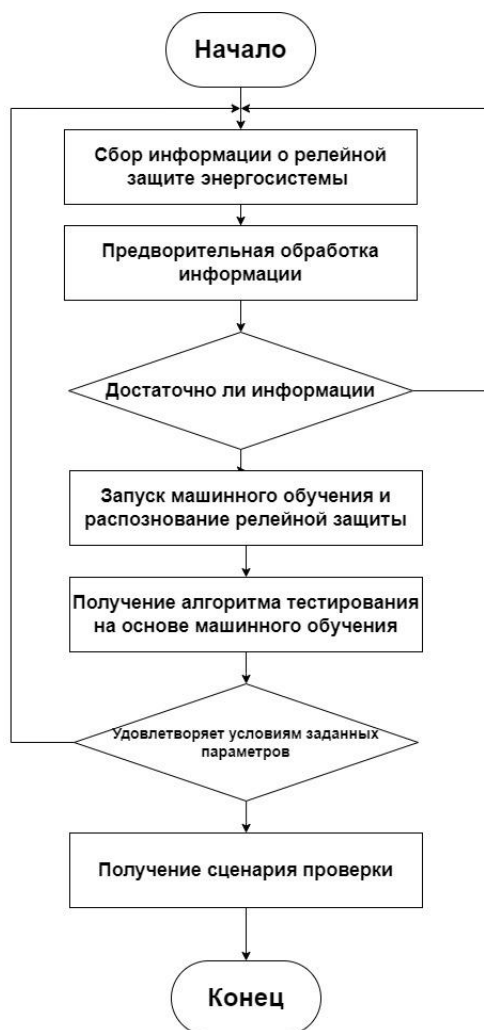 Начало
Сбор информации о релейной
защите энергосистемы
Предворительная обработка
информации
Достаточно ли информации
Запуск машинного обучения и
распознование релейной защиты
Получение алгоритма тестирования
на основе машинного обучения
Удовлетворяет условиям заданных
параметров
Получение сценария проверки
Конец